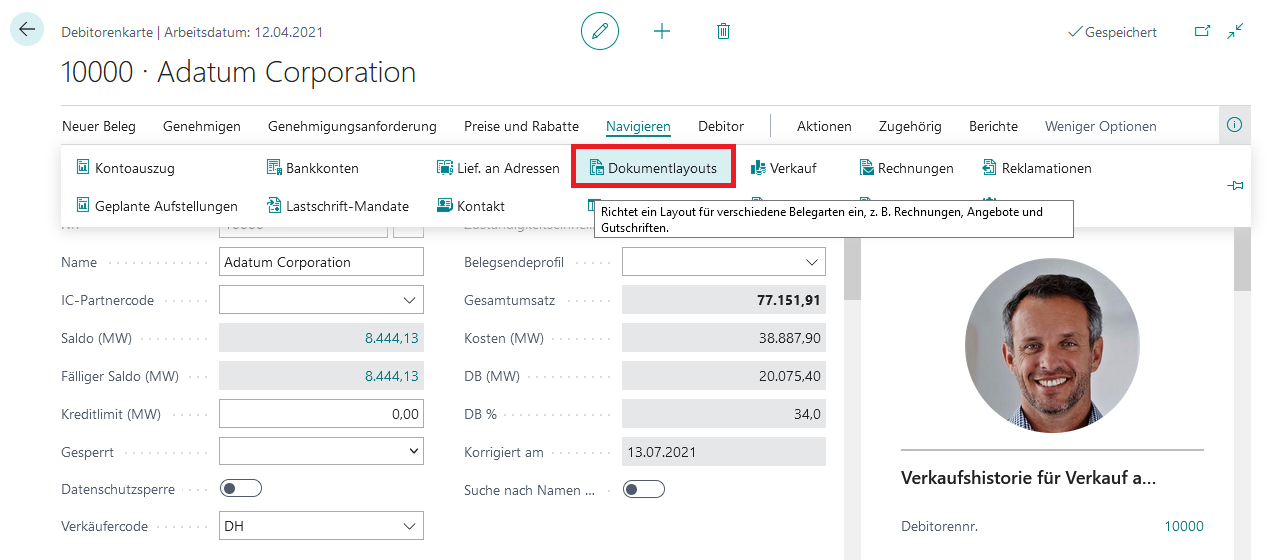 Debitorenkarte | Arbeitsdatum: 12.04.2021
Gespeichert
10000 · Adatum Corporation
Neuer Beleg Genehmigen Genehmigungsanforderung Preise und Rabatte Navigieren Debitor Aktionen Zugehörig Berichte Weniger Optionen
Kontoauszug Bankkonten Lief. an Adressen Dokumentlayouts Verkauf Rechnungen Reklamationen
Geplante Aufstellungen Lastschrift-Mandate Kontakt
Richtet ein Layout für verschiedene Belegarten ein, z. B. Rechnungen, Angebote und
Gutschriften.
Name Adatum Corporation Belegsendeprofil
IC-Partnercode Gesamtumsatz 77.151,91
Saldo (MW) 8.444,13 Kosten (MW) 38.887,90
Fälliger Saldo (MW) 8.444,13 DB (MW) 20.075,40
Kreditlimit (MW) 0,00 DB % 34,0
Gesperrt Korrigiert am 13.07.2021
Datenschutzsperre Suche nach Namen ...
Verkäufercode DH
Verkaufshistorie für Verkauf a...
Debitorennr. 10000